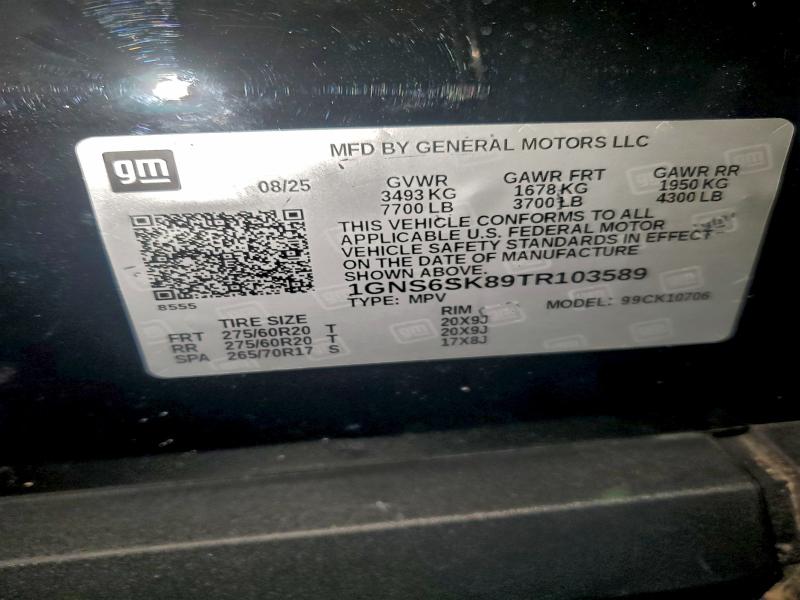 gm
MFD BY GENERAL MOTORS LLC
08/25 GVWR GAWR FRT GAWR RR
3493 KG 1678 KG 1950 KG
7700 LB 3700 LB 4300 LB
THIS VEHICLE CONFORMS TO ALL
APPLICABLE U.S. FEDERAL MOTOR
VEHICLE SAFETY STANDARDS IN EFFECT
ON THE DATE OF MANUFACTURE
SHOWN ABOVE.
1GNS6SK89TR103589
8555
TYPE: MPV MODEL: 99CK10706
TIRE SIZE RIM
FRT 275/60R20 T 20X9J
RR 275/60R20 T 20X9J
SPA 265/70R17 S 17X8J